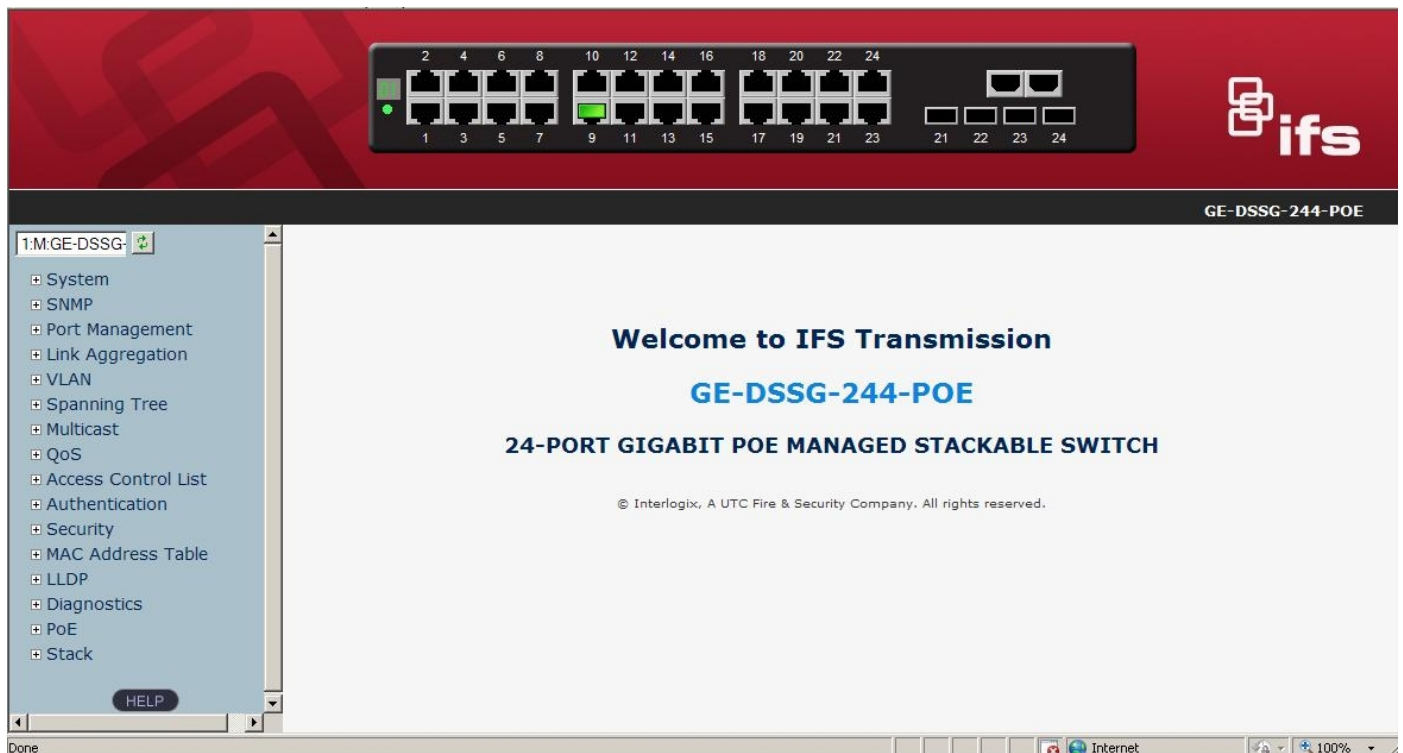 2 4 6 8 10 12 14 16 18 20 22 24
1 3 5 7 9 11 13 15 17 19 21 23 21 22 23 24
ifs
GE-DSSG-244-POE
1:M:GE-DSSG-
System
SNMP
Port Management
Link Aggregation
VLAN
Spanning Tree
Multicast
QoS
Access Control List
Authentication
Security
MAC Address Table
LLDP
Diagnostics
PoE
Stack
HELP
Welcome to IFS Transmission
GE-DSSG-244-POE
24-PORT GIGABIT POE MANAGED STACKABLE SWITCH
© Interlogix, A UTC Fire & Security Company. All rights reserved.
Done Internet 100%